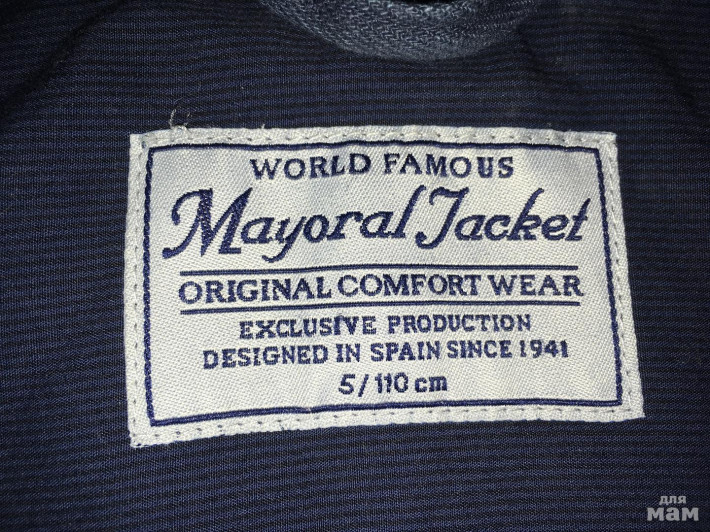 WORLD FAMOUS
Mayoral Jacket
ORIGINAL COMFORT WEAR
EXCLUSIVE PRODUCTION
DESIGNED IN SPAIN SINCE 1941
5/110 cm
для
мам